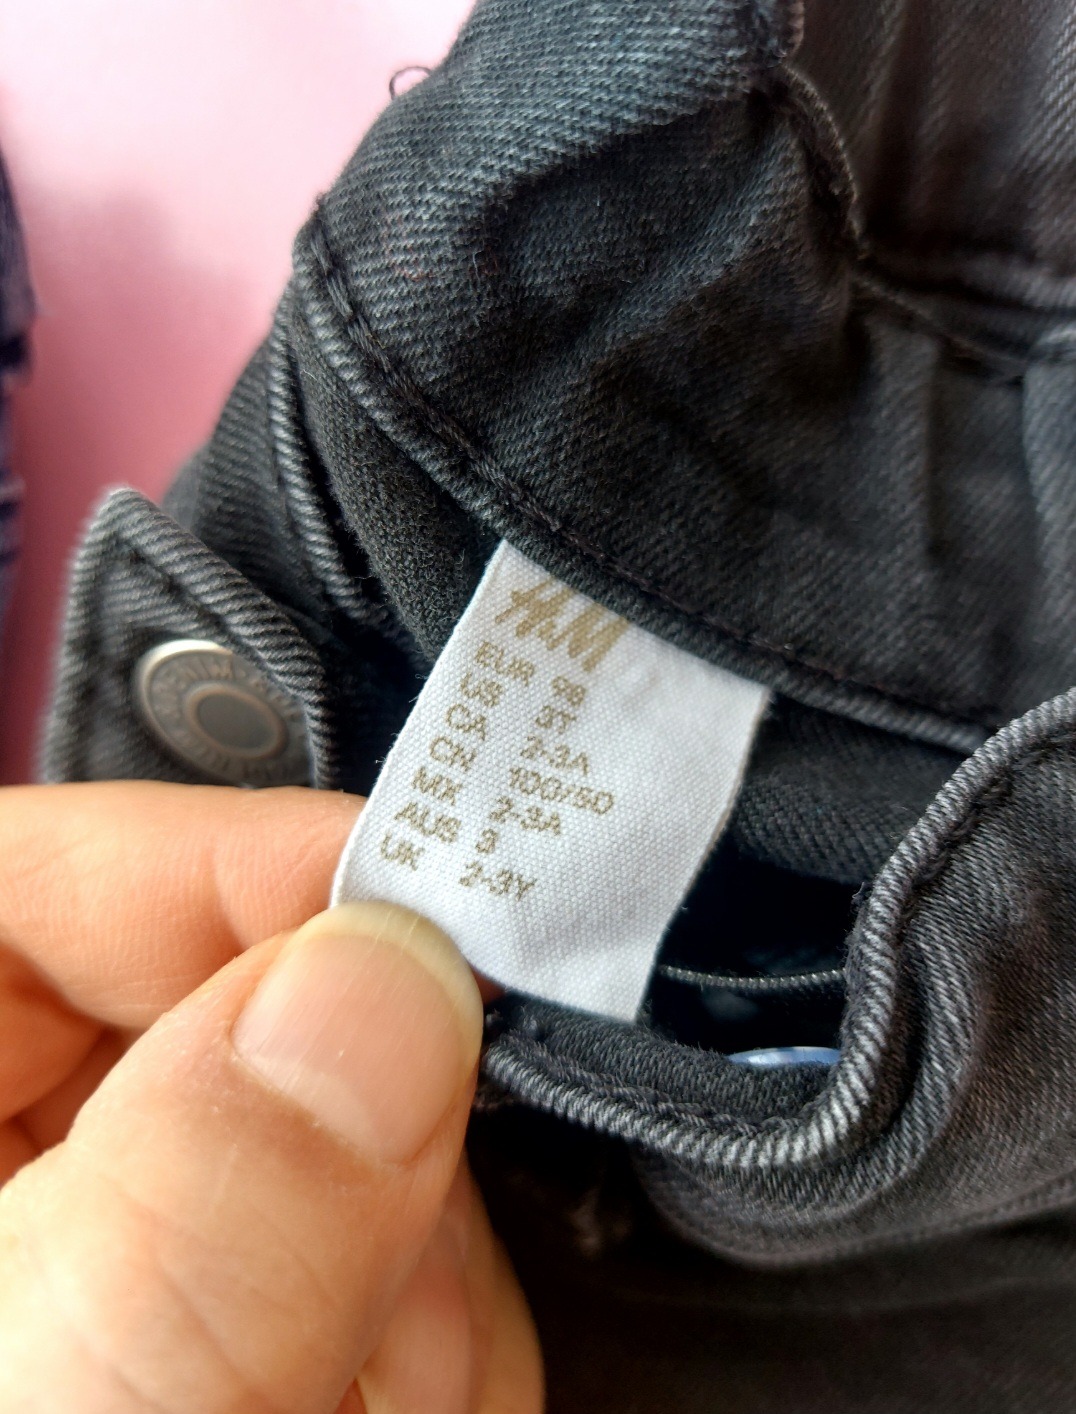 H&M
EUR 98
US 3T
CA 2-3A
CN 100/50
MX 2-3A
AUS 3
UK 2-3Y